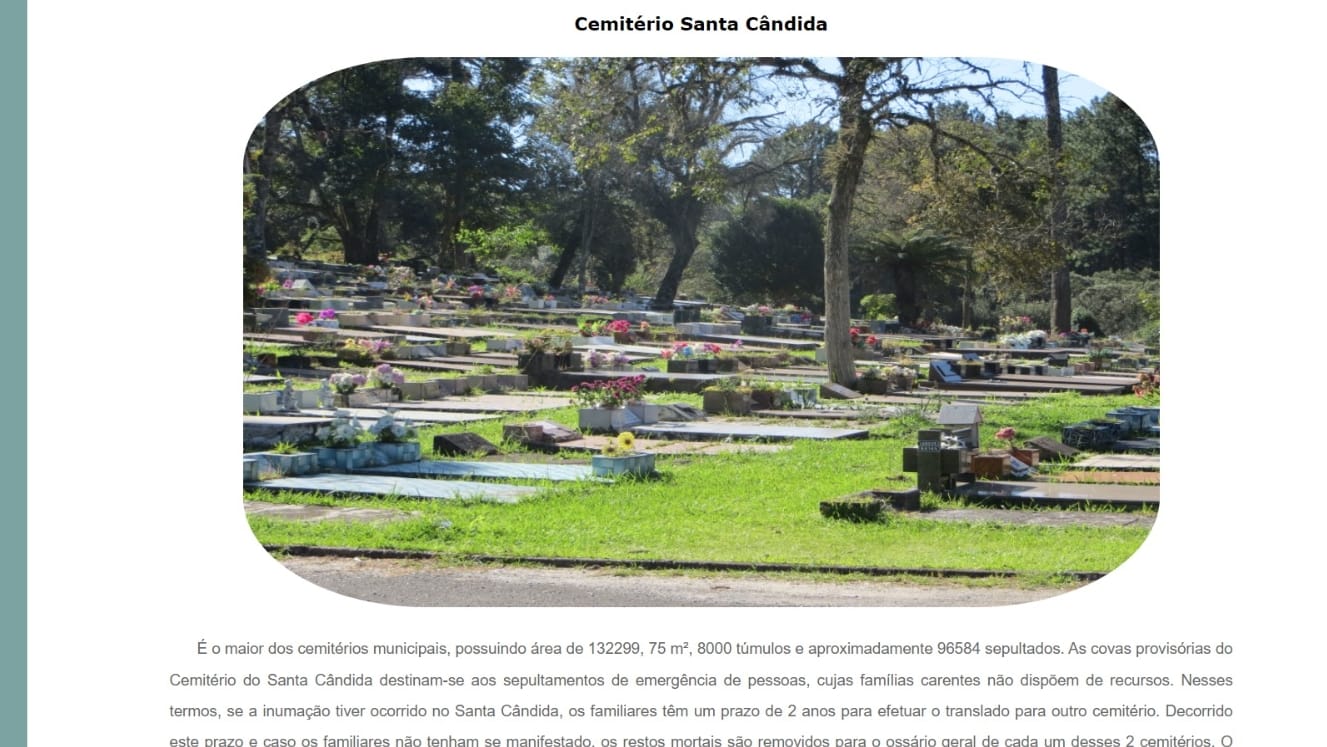 Cemitério Santa Cândida
É o maior dos cemitérios municipais, possuindo área de 132299, 75 m², 8000 túmulos e aproximadamente 96584 sepultados. As covas provisórias do
Cemitério do Santa Cândida destinam-se aos sepultamentos de emergência de pessoas, cujas famílias carentes não dispõem de recursos. Nesses
termos, se a inumação tiver ocorrido no Santa Cândida, os familiares têm um prazo de 2 anos para efetuar o translado para outro cemitério. Decorrido
este prazo e caso os familiares não tenham se manifestado, os restos mortais são removidos para o ossário geral de cada um desses 2 cemitérios. O